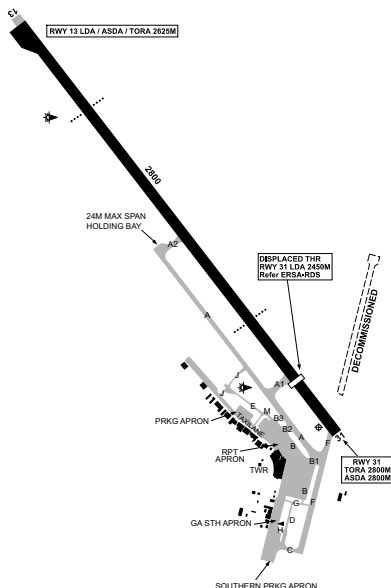 13
RWY 13 LDA / ASDA / TORA 2625M
2800
24M MAX SPAN
HOLDING BAY
A2
DISPLACED THR
RWY 31 LDA 2450M
Refer ERSA•RDS
DECOMMISSIONED
A
J
A1
J
E
M
PRKG APRON
TAXILANE
B3
B2
A
31
F
RPT
APRON
B
B1
TWR
RWY 31
TORA 2800M
ASDA 2800M
B
G
F
GA STH APRON
D
H
C
SOUTHERN PRKG APRON